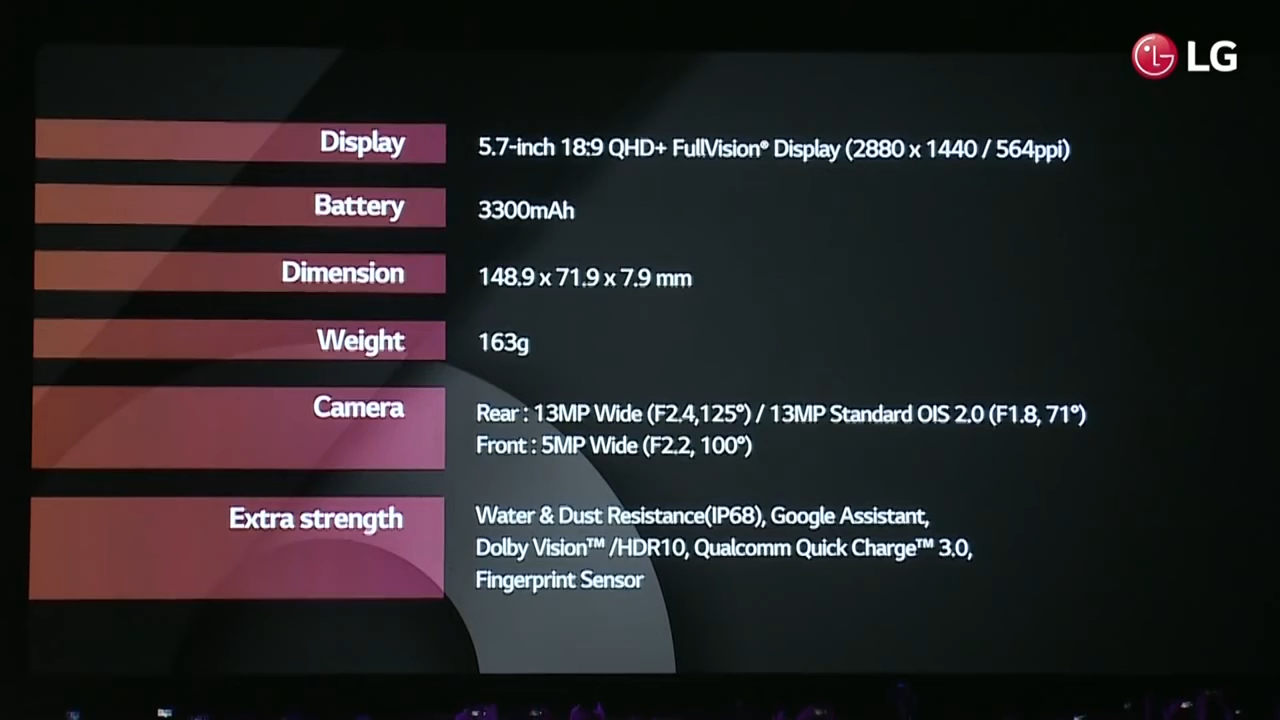 LG
Display
5.7-inch 18:9 QHD+ FullVision® Display (2880 x 1440 / 564ppi)
Battery
3300mAh
Dimension
148.9 x 71.9 x 7.9 mm
Weight
163g
Camera
Rear : 13MP Wide (F2.4,125°) / 13MP Standard OIS 2.0 (F1.8, 71°)
Front : 5MP Wide (F2.2, 100°)
Extra strength
Water & Dust Resistance(IP68), Google Assistant,
Dolby Vision™ /HDR10, Qualcomm Quick Charge™ 3.0,
Fingerprint Sensor